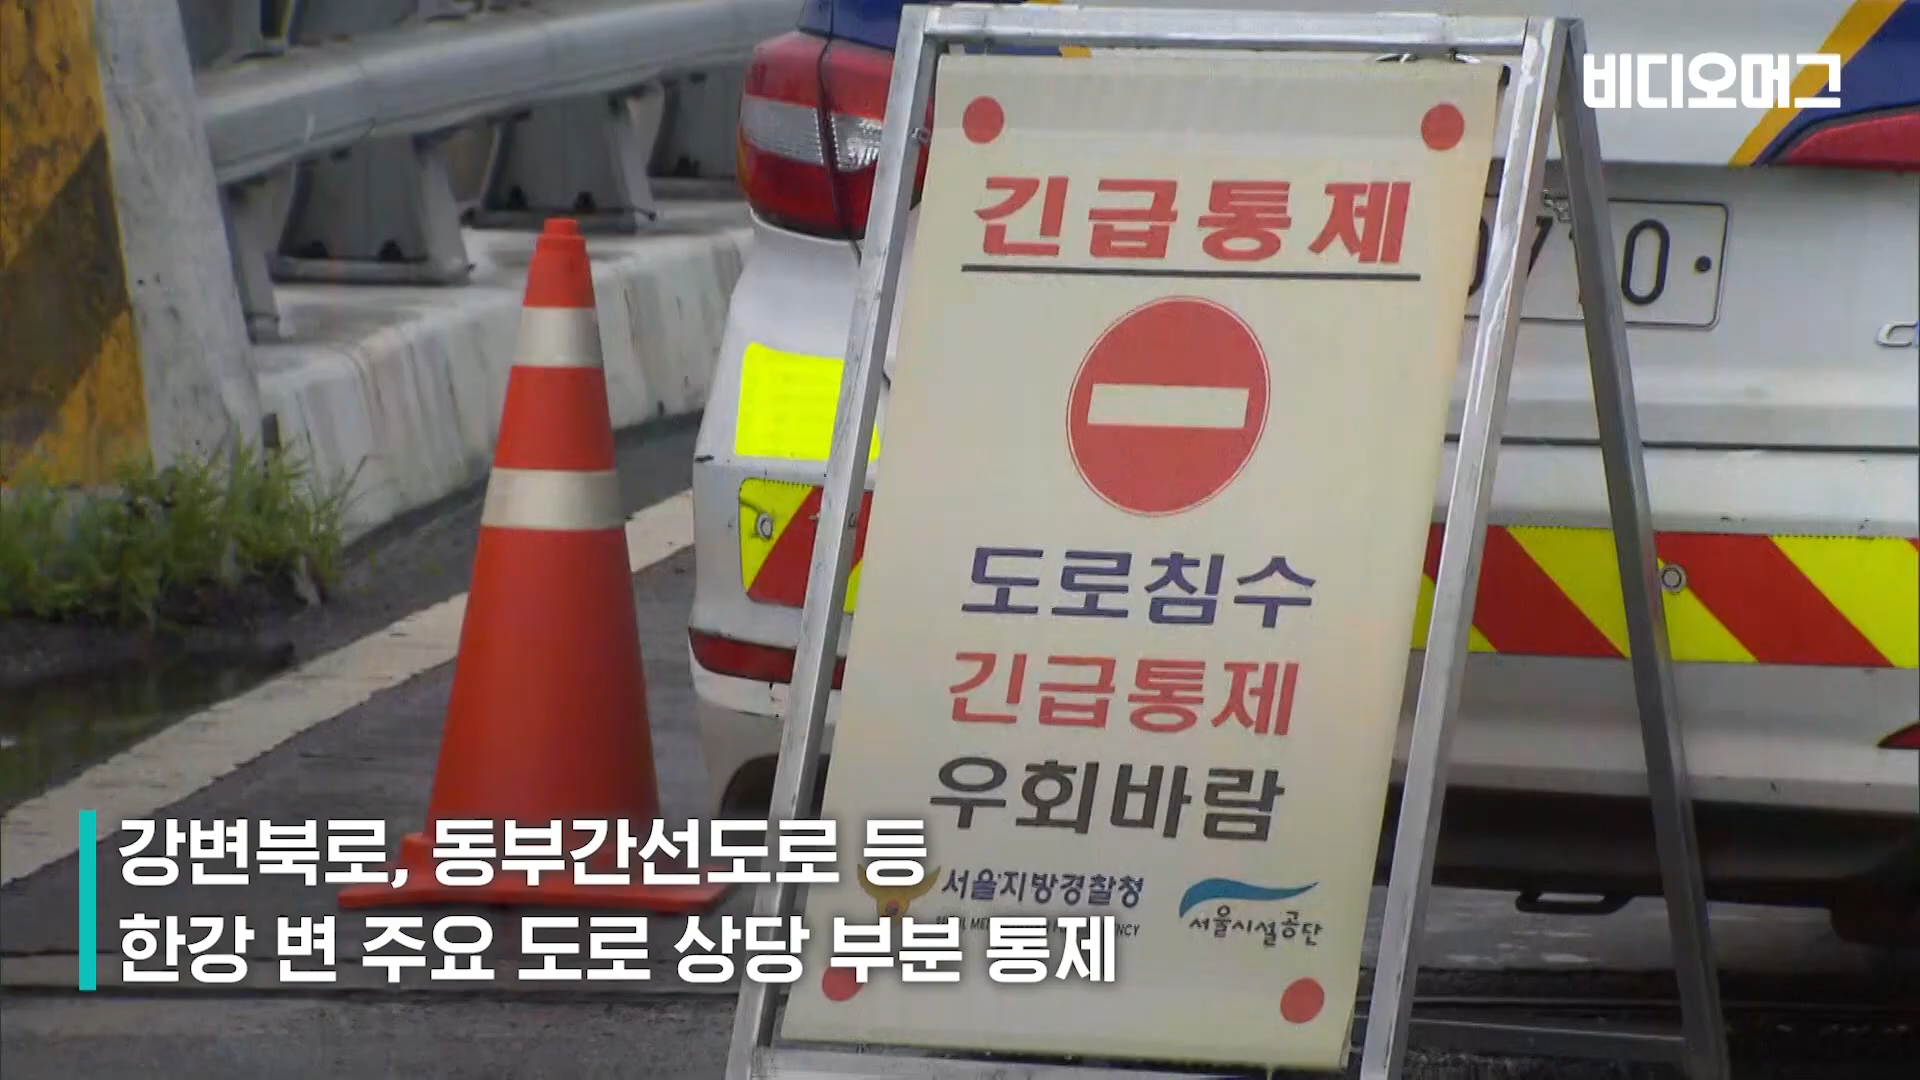 비디오머그
긴급통제
도로침수
긴급통제
우회바람
서울지방경찰청
서울시설공단
0
강변북로, 동부간선도로 등
한강 변 주요 도로 상당 부분 통제